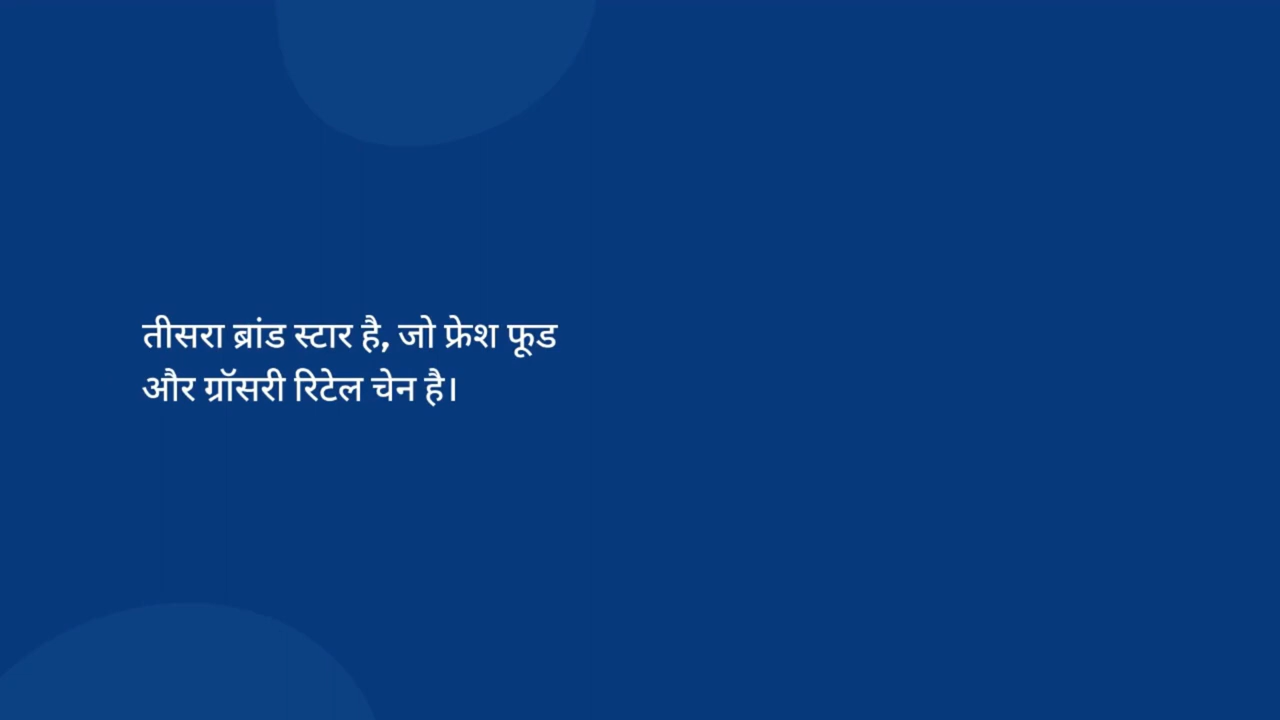 तीसरा ब्रांड स्टार है, जो फ्रेश फूड
और ग्रॉसरी रिटेल चेन है।